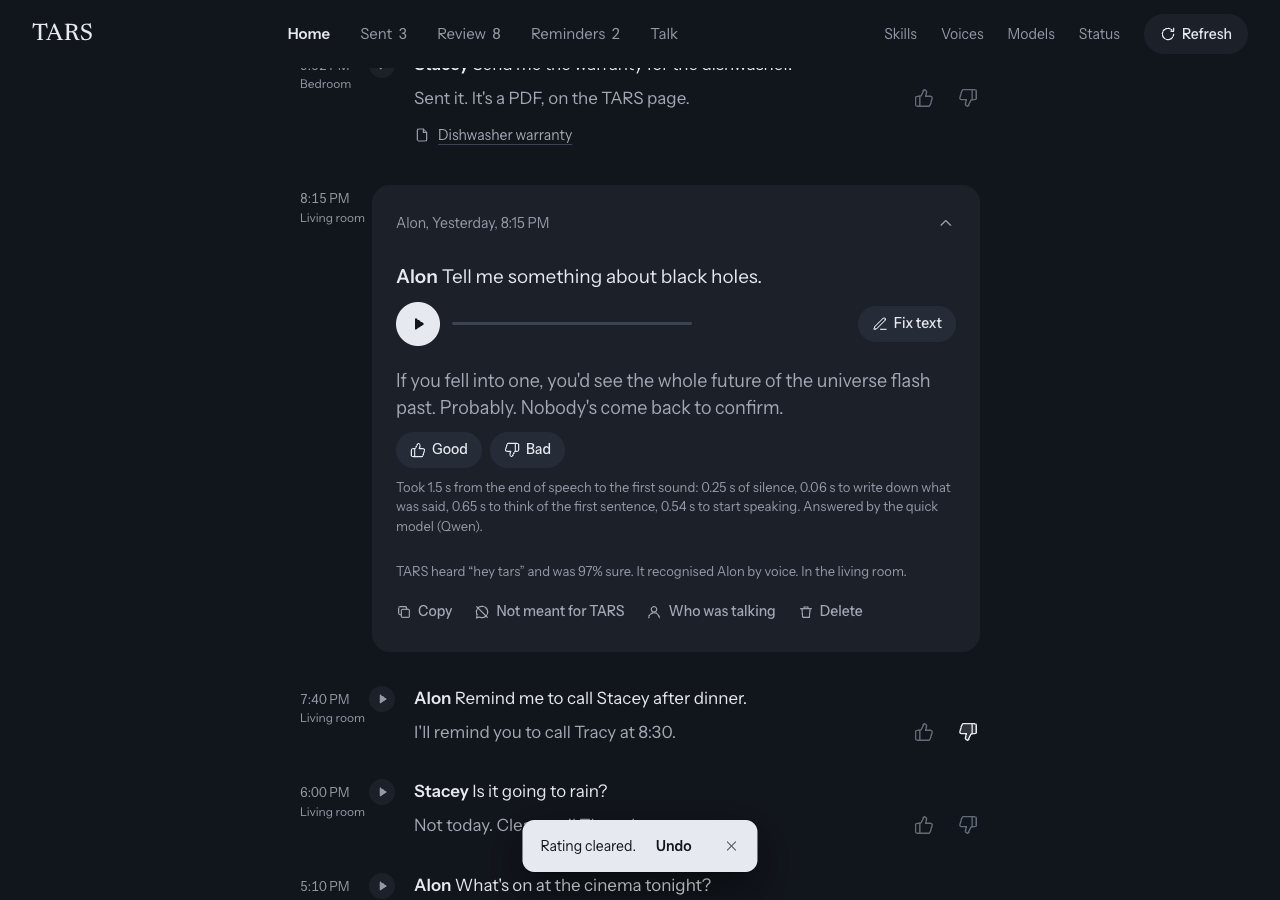 TARS
Home
Sent 3
Review 8
Reminders 2
Talk
Skills
Voices
Models
Status
Refresh
Stacey Send me the warranty for the dishwasher.
Bedroom
Sent it. It's a PDF, on the TARS page.
Dishwasher warranty
8:15 PM
Living room
Alon, Yesterday, 8:15 PM
Alon Tell me something about black holes.
Fix text
If you fell into one, you'd see the whole future of the universe flash
past. Probably. Nobody's come back to confirm.
Good
Bad
Took 1.5 s from the end of speech to the first sound: 0.25 s of silence, 0.06 s to write down what
was said, 0.65 s to think of the first sentence, 0.54 s to start speaking. Answered by the quick
model (Qwen).
TARS heard “hey tars” and was 97% sure. It recognised Alon by voice. In the living room.
Copy
Not meant for TARS
Who was talking
Delete
7:40 PM
Living room
Alon Remind me to call Stacey after dinner.
I'll remind you to call Tracy at 8:30.
6:00 PM
Living room
Stacey Is it going to rain?
Not today.
Rating cleared.
Undo
5:10 PM
Alon What's on at the cinema tonight?